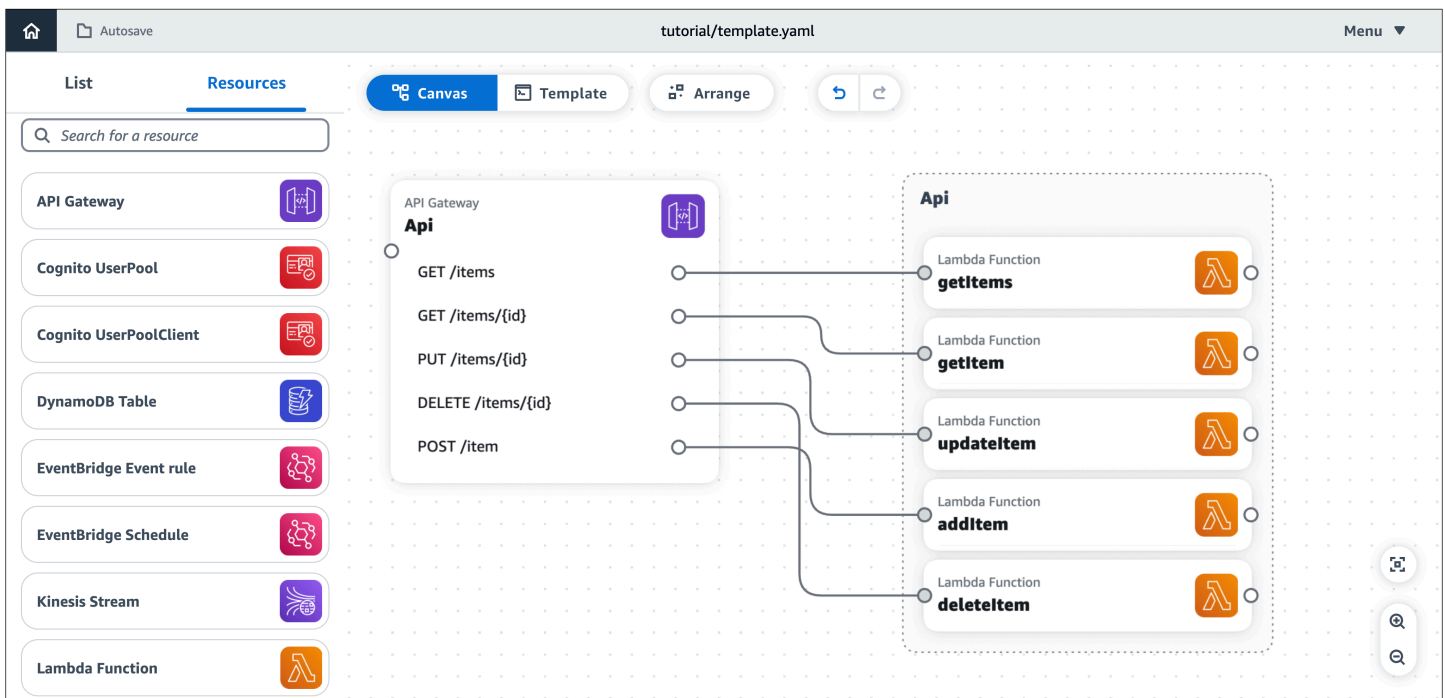 Autosave
tutorial/template.yaml
Menu
List
Resources
Canvas
Template
Arrange
Search for a resource
API Gateway
Cognito UserPool
Cognito UserPoolClient
DynamoDB Table
EventBridge Event rule
EventBridge Schedule
Kinesis Stream
Lambda Function
API Gateway
Api
GET /items
GET /items/{id}
PUT /items/{id}
DELETE /items/{id}
POST /item
Api
Lambda Function
getItems
Lambda Function
getItem
Lambda Function
updateItem
Lambda Function
addItem
Lambda Function
deleteItem